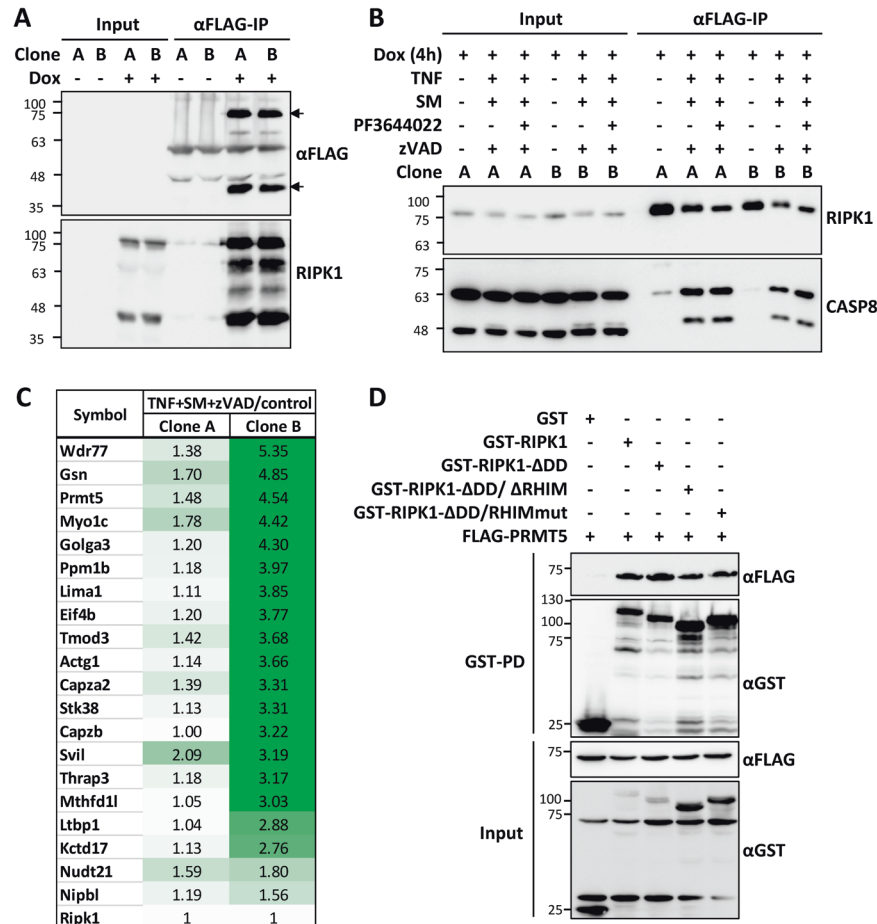 A
Input αFLAG-IP
Clone A B A B A B A B
Dox - - + + - - + +
100
75
63
48
35
αFLAG
100
75
63
48
35
RIPK1
B
Input αFLAG-IP
Dox (4h) + + + + + + + + + + + +
TNF - + + - + + - + + - + +
SM - + + - + + - + + - + +
PF3644022 - - + - - + - - + - - +
zVAD - + + - + + - + + - + +
Clone A A A B B B A A A B B B
100
75
63
RIPK1
75
63
48
CASP8
C
Symbol TNF+SM+zVAD/control
Clone A Clone B
Wdr77 1.38 5.35
Gsn 1.70 4.85
Prmt5 1.48 4.54
Myo1c 1.78 4.42
Golga3 1.20 4.30
Ppm1b 1.18 3.97
Lima1 1.11 3.85
Eif4b 1.20 3.77
Tmod3 1.42 3.68
Actg1 1.14 3.66
Capza2 1.39 3.31
Stk38 1.13 3.31
Capzb 1.00 3.22
Svil 2.09 3.19
Thrap3 1.18 3.17
Mthfd1l 1.05 3.03
Ltbp1 1.04 2.88
Kctd17 1.13 2.76
Nudt21 1.59 1.80
Nipbl 1.19 1.56
Ripk1 1 1
D
GST + - - - -
GST-RIPK1 - + - - -
GST-RIPK1-ΔDD - - + - -
GST-RIPK1-ΔDD/ ΔRHIM - - - + -
GST-RIPK1-ΔDD/RHIMmut - - - - +
FLAG-PRMT5 + + + + +
GST-PD
75
αFLAG
130
100
75
25
αGST
Input
75
αFLAG
100
75
25
αGST